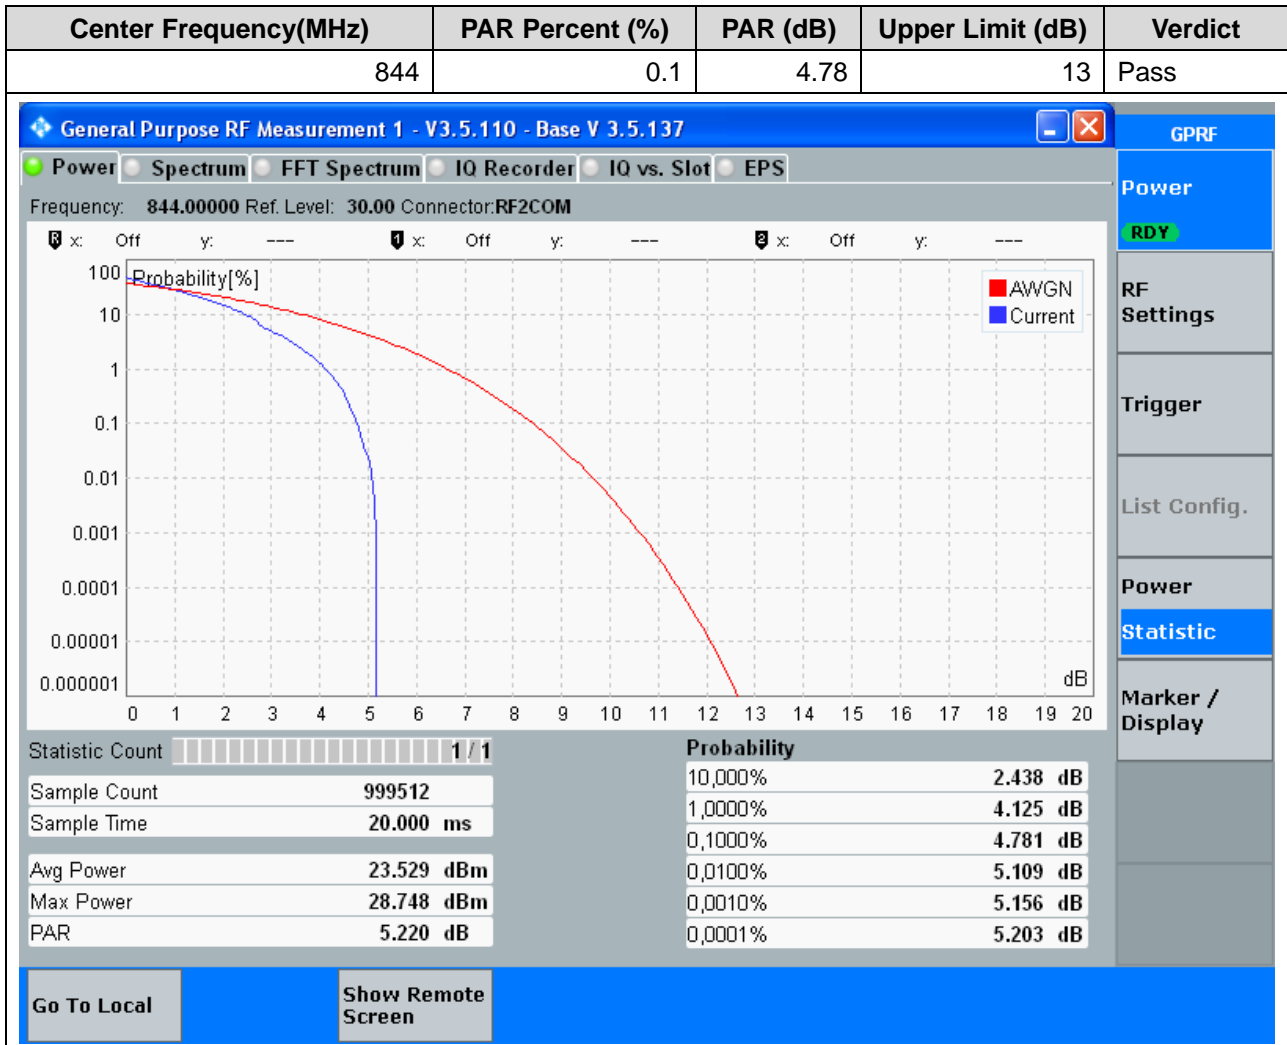 Center Frequency(MHz) PAR Percent (%) PAR (dB) Upper Limit (dB) Verdict
844 0.1 4.78 13 Pass
General Purpose RF Measurement 1 - V3.5.110 - Base V 3.5.137
GPRF
Power Spectrum FFT Spectrum IQ Recorder IQ vs. Slot EPS
Power
RDY
Frequency: 844.00000 Ref. Level: 30.00 Connector:RF2COM
R x: Off y: --- 1 x: Off y: --- 2 x: Off y: ---
Probability[%]
AWGN
Current
100
10
1
0.1
0.01
0.001
0.0001
0.00001
0.000001
dB
0 1 2 3 4 5 6 7 8 9 10 11 12 13 14 15 16 17 18 19 20
RF
Settings
Trigger
List Config.
Power
Statistic
Marker /
Display
Statistic Count 1 / 1
Sample Count 999512
Sample Time 20.000 ms
Avg Power 23.529 dBm
Max Power 28.748 dBm
PAR 5.220 dB
Probability
10,000% 2.438 dB
1,0000% 4.125 dB
0,1000% 4.781 dB
0,0100% 5.109 dB
0,0010% 5.156 dB
0,0001% 5.203 dB
Go To Local
Show Remote
Screen